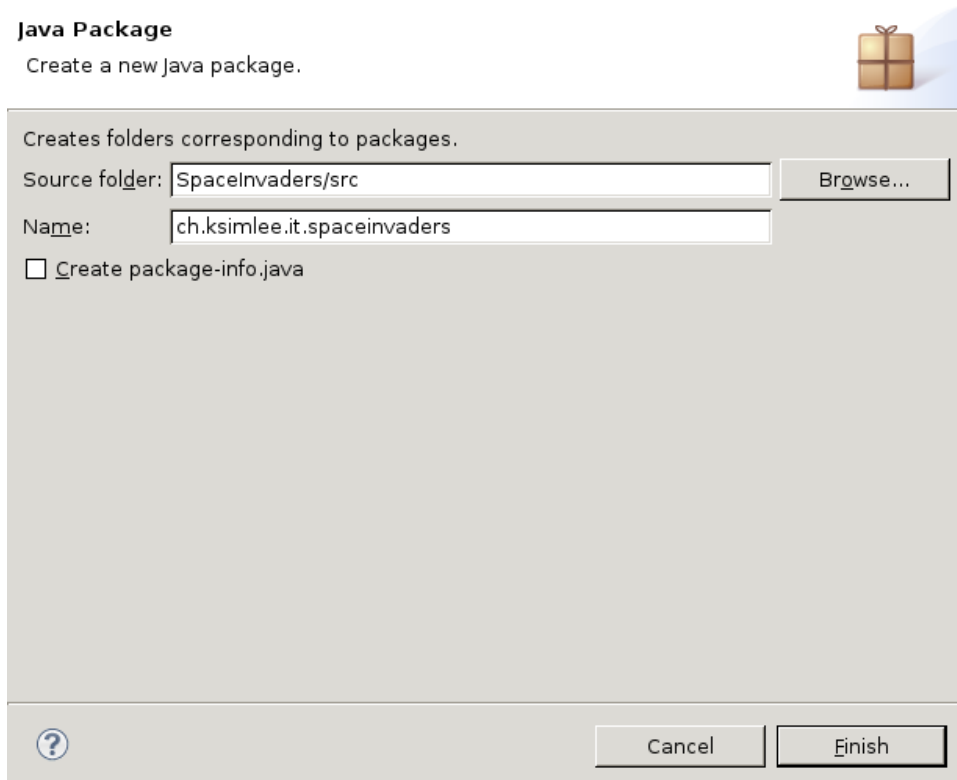 Java Package
Create a new Java package.
Creates folders corresponding to packages.
Source folder: SpaceInvaders/src Browse...
Name: ch.ksimlee.it.spaceinvaders
Create package-info.java
? Cancel Finish